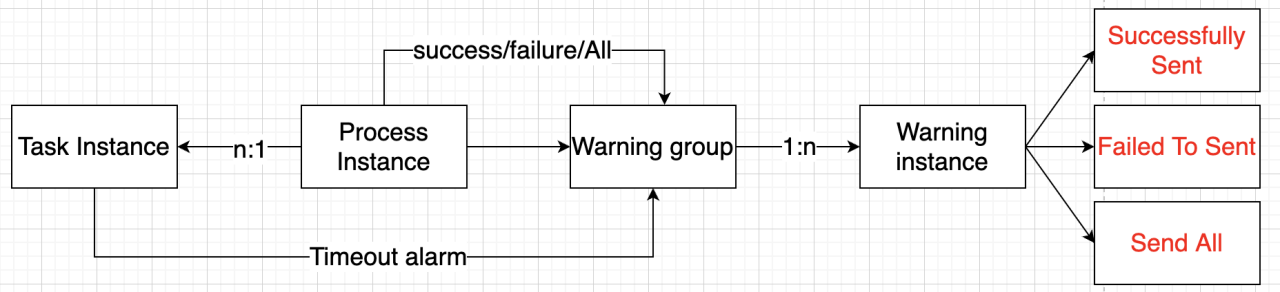 success/failure/All
Successfully
Sent
Task Instance
n:1
Process
Instance
Warning group
1:n
Warning
instance
Failed To Sent
Timeout alarm
Send All